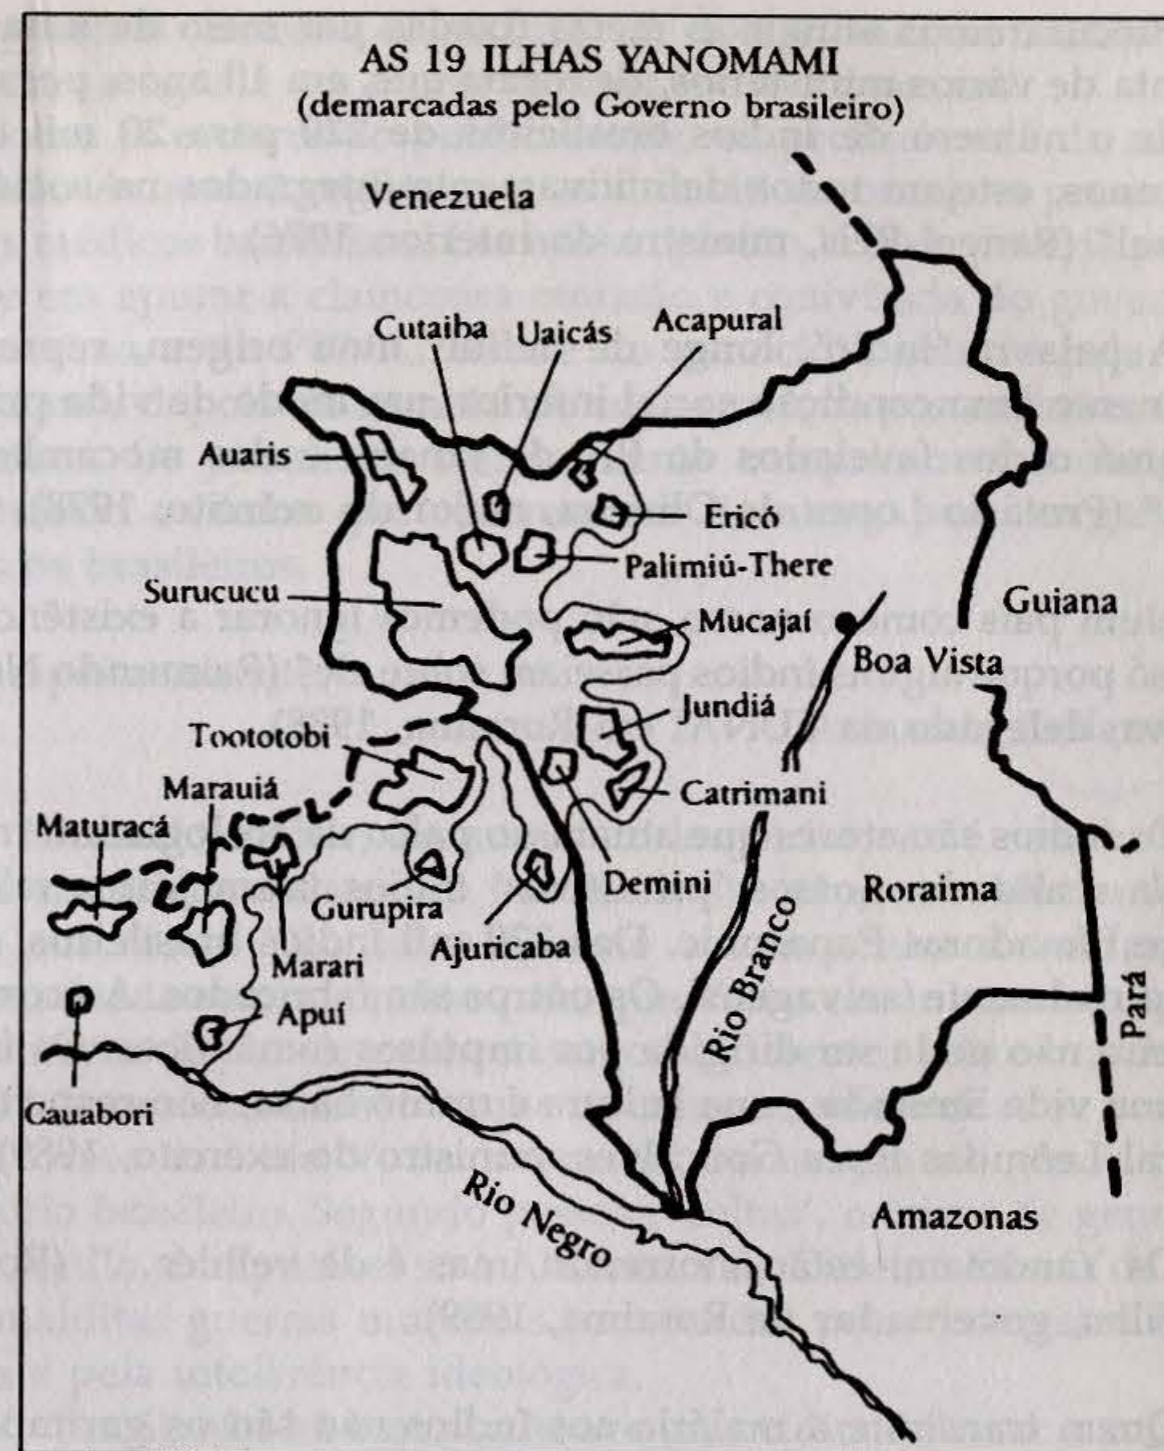 AS 19 ILHAS YANOMAMI
(demarcadas pelo Governo brasileiro)
Venezuela
Cutaiba
Uaicás
Acapural
Auaris
Ericó
Palimiú-There
Surucucu
Guiana
Mucajaí
Boa Vista
Jundiá
Toototobi
Marauiá
Catrimani
Maturacá
Demini
Roraima
Gurupira
Ajuricaba
Marari
Rio Branco
Pará
Apuí
Cauabori
Rio Negro
Amazonas